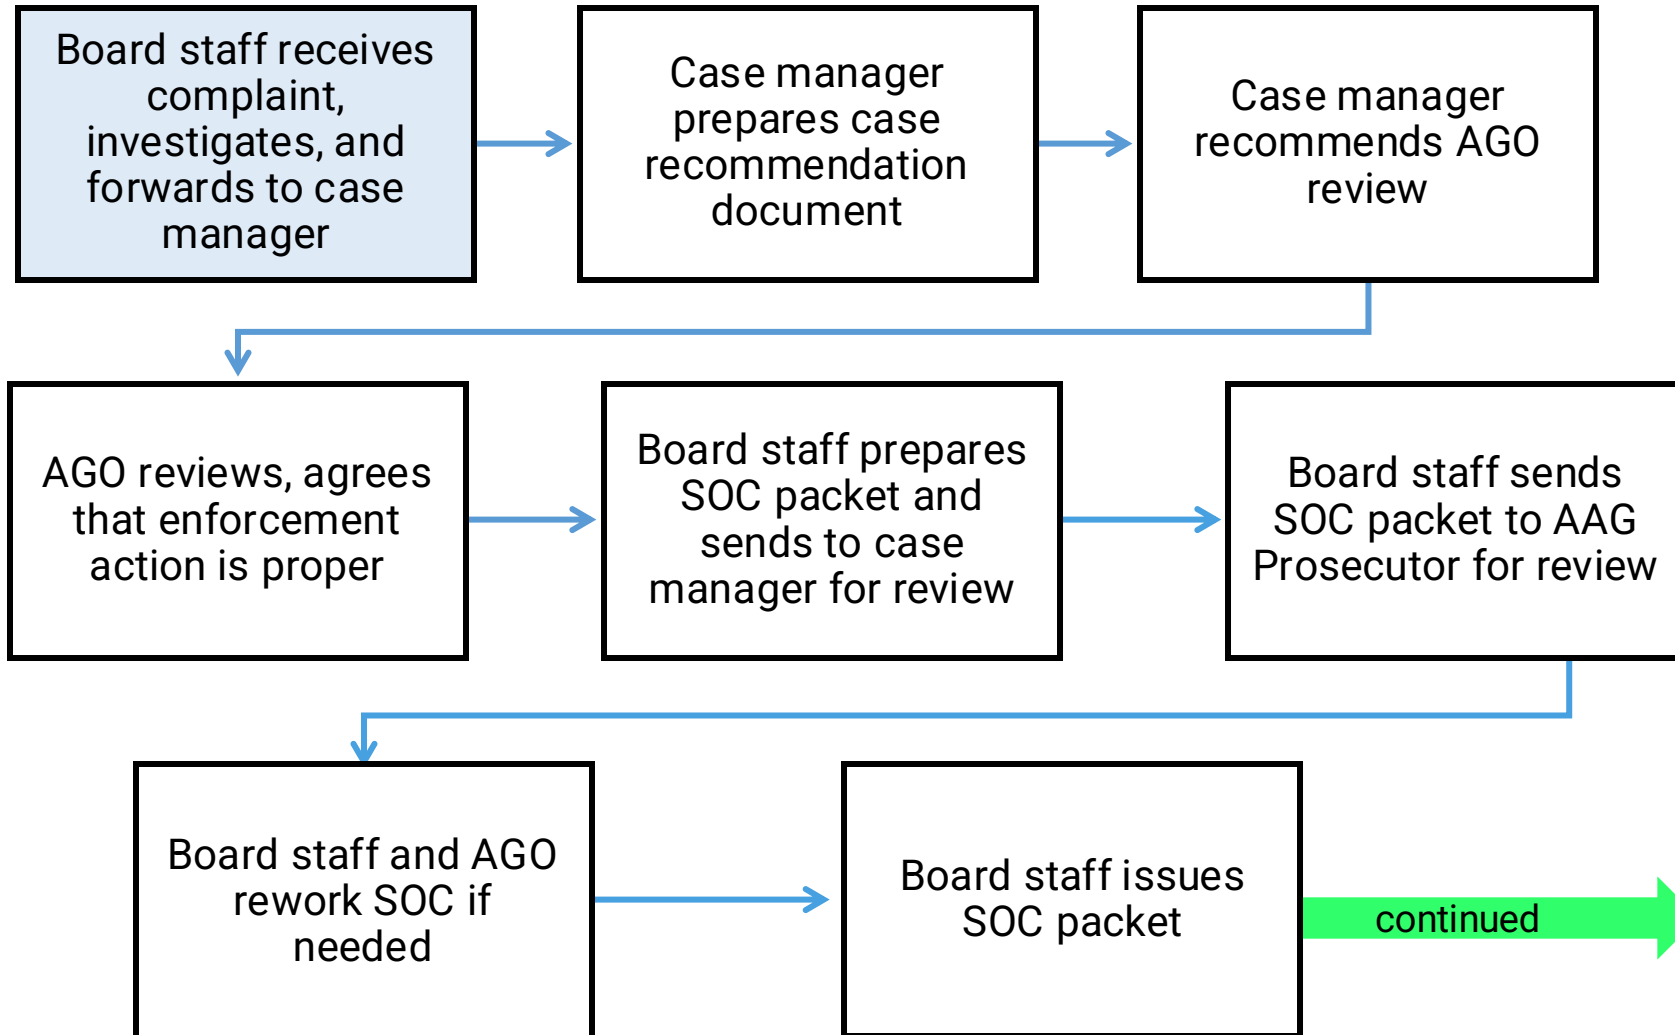 Board staff receives
complaint,
investigates, and
forwards to case
manager
Case manager
prepares case
recommendation
document
Case manager
recommends AGO
review
AGO reviews, agrees
that enforcement
action is proper
Board staff prepares
SOC packet and
sends to case
manager for review
Board staff sends
SOC packet to AAG
Prosecutor for review
Board staff and AGO
rework SOC if
needed
Board staff issues
SOC packet
continued